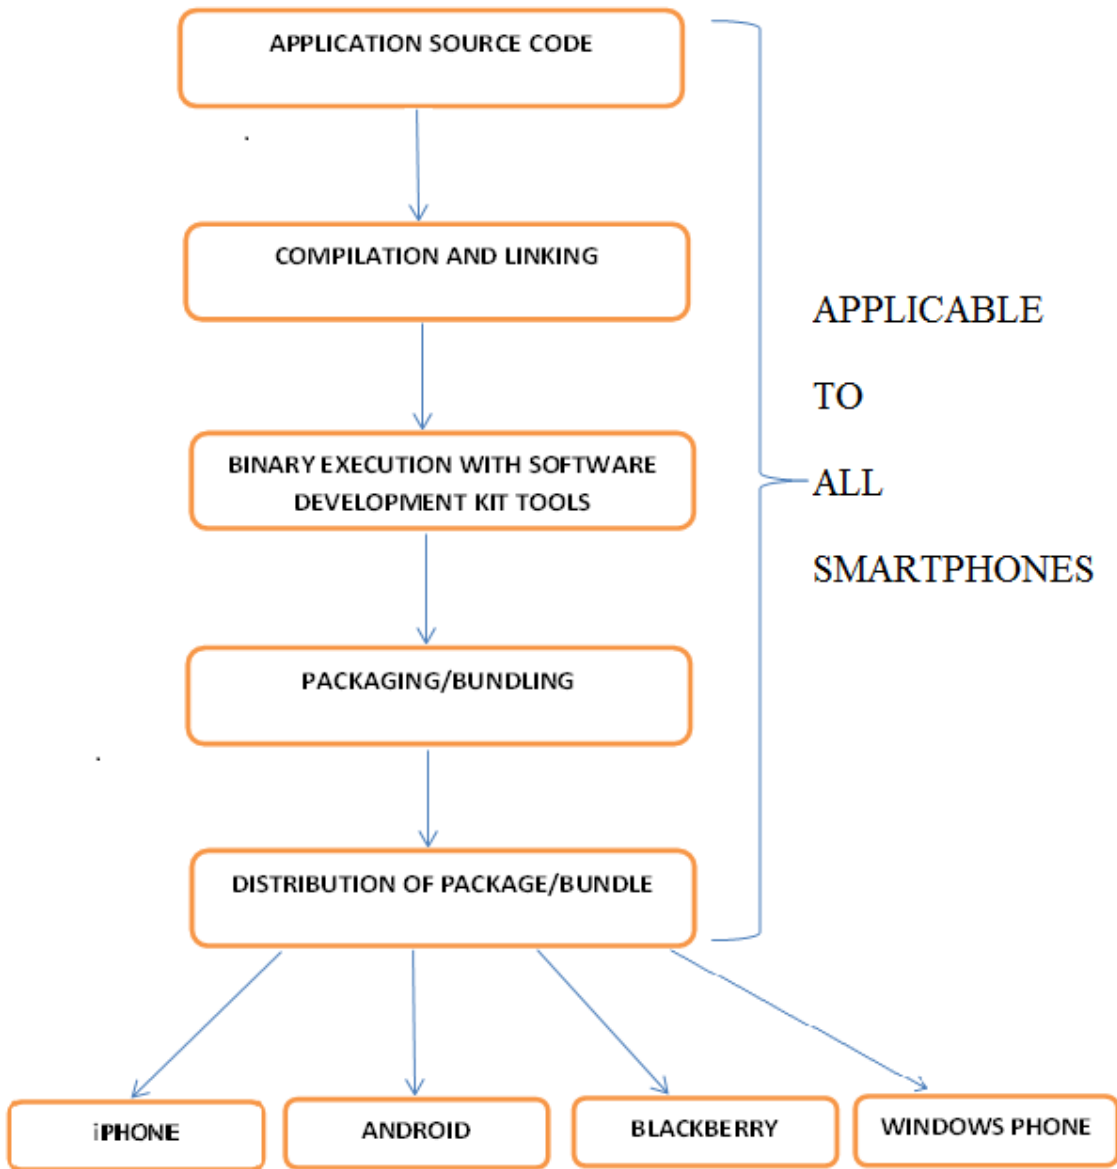 APPLICATION SOURCE CODE
COMPILATION AND LINKING
BINARY EXECUTION WITH SOFTWARE
DEVELOPMENT KIT TOOLS
PACKAGING/BUNDLING
DISTRIBUTION OF PACKAGE/BUNDLE
APPLICABLE
TO
ALL
SMARTPHONES
iPHONE
ANDROID
BLACKBERRY
WINDOWS PHONE